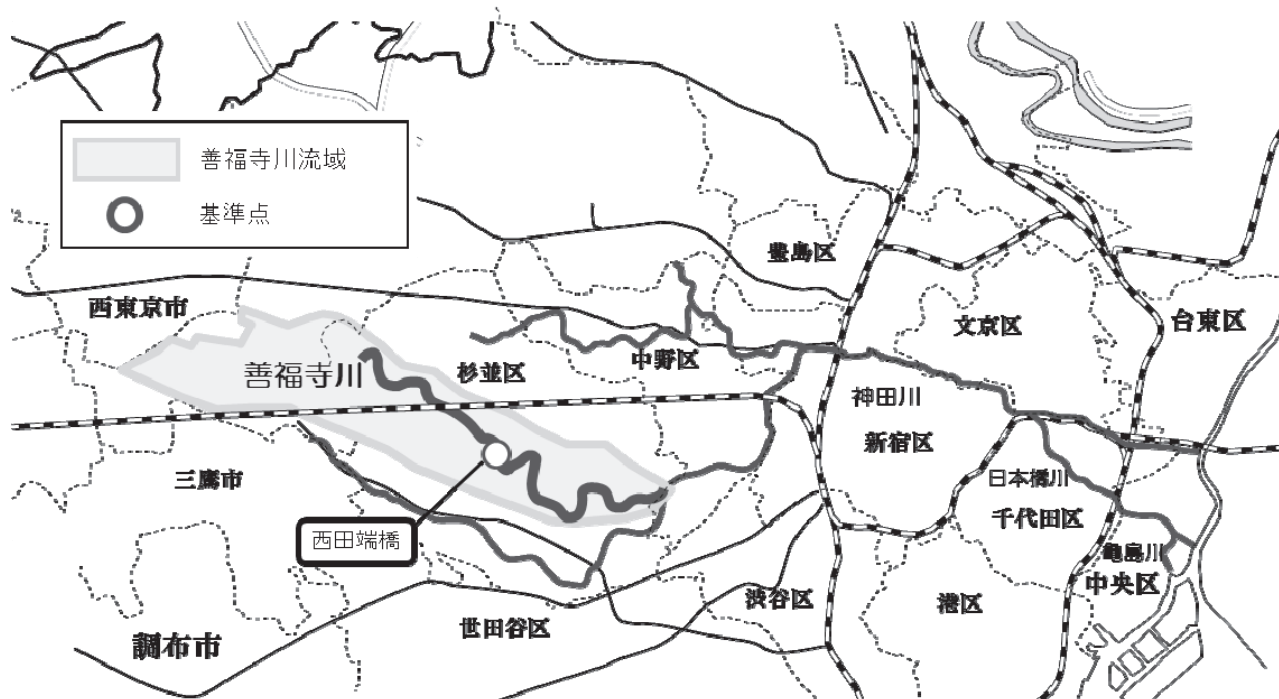 善福寺川流域
基準点
豊島区
西東京市
文京区
台東区
善福寺川
杉並区
中野区
神田川
新宿区
三鷹市
日本橋川
千代田区
西田端橋
亀島川
中央区
渋谷区
港区
世田谷区
調布市